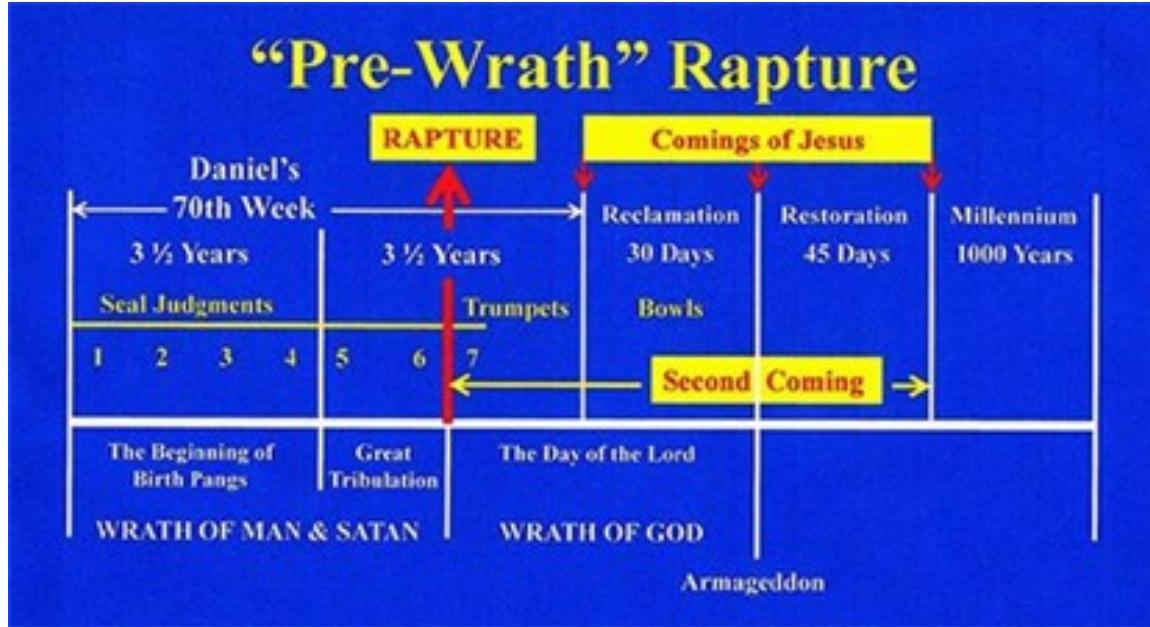 “Pre-Wrath” Rapture
RAPTURE
Comings of Jesus
Daniel’s
70th Week
Reclamation
Restoration
Millennium
3 ½ Years
3 ½ Years
30 Days
45 Days
1000 Years
Seal Judgments
Trumpets
Bowls
1 2 3 4 5 6 7
Second Coming
The Beginning of
Birth Pangs
Great
Tribulation
The Day of the Lord
WRATH OF MAN & SATAN
WRATH OF GOD
Armageddon